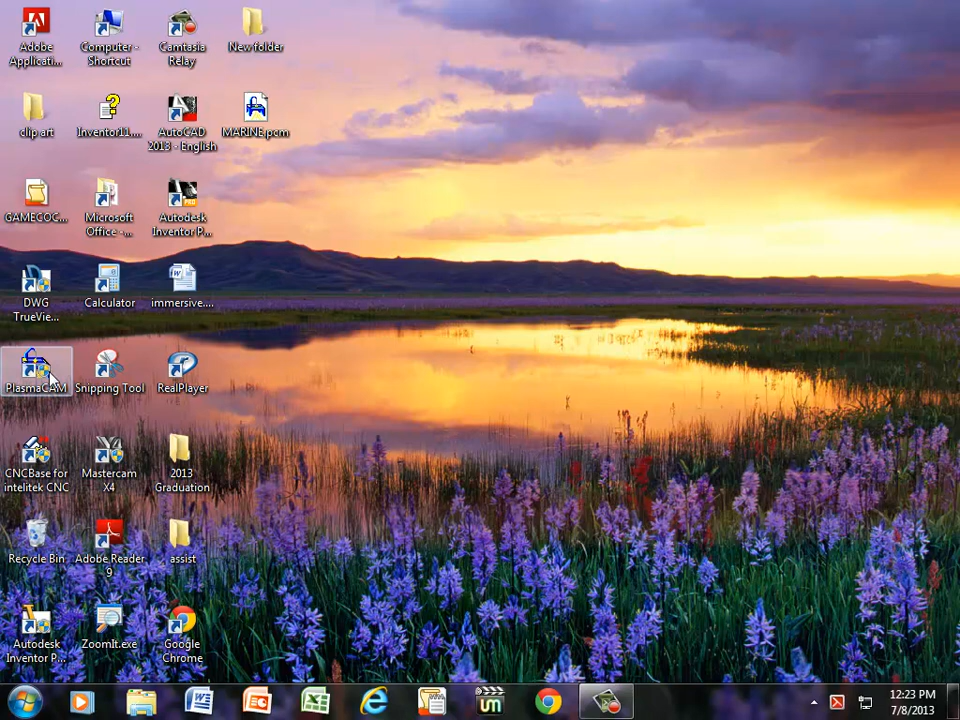 Adobe
Applicati...
Computer -
Shortcut
Camtasia
Relay
New folder
clip art
Inventor11....
AutoCAD
2013 - English
MARINE.pcm
GAMECOC...
Microsoft
Office -...
Autodesk
Inventor P...
DWG
TrueVie...
Calculator
immersive....
PlasmaCAM
Snipping Tool
RealPlayer
CNCBase for
intelitek CNC
Mastercam
X4
2013
Graduation
Recycle Bin
Adobe Reader
9
assist
Autodesk
Inventor P...
ZoomIt.exe
Google
Chrome
12:23 PM
7/8/2013